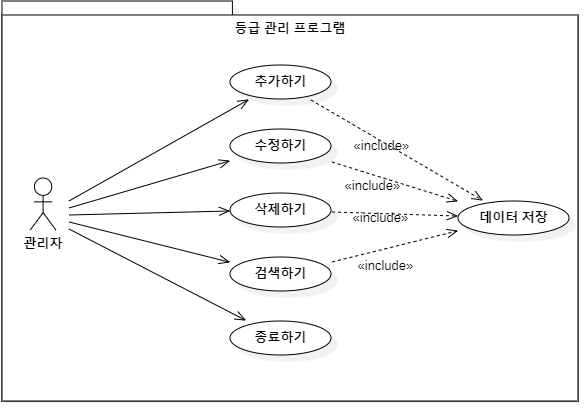 등급 관리 프로그램
추가하기
«include»
수정하기
«include»
삭제하기
«include»
데이터 저장
관리자
검색하기
«include»
종료하기